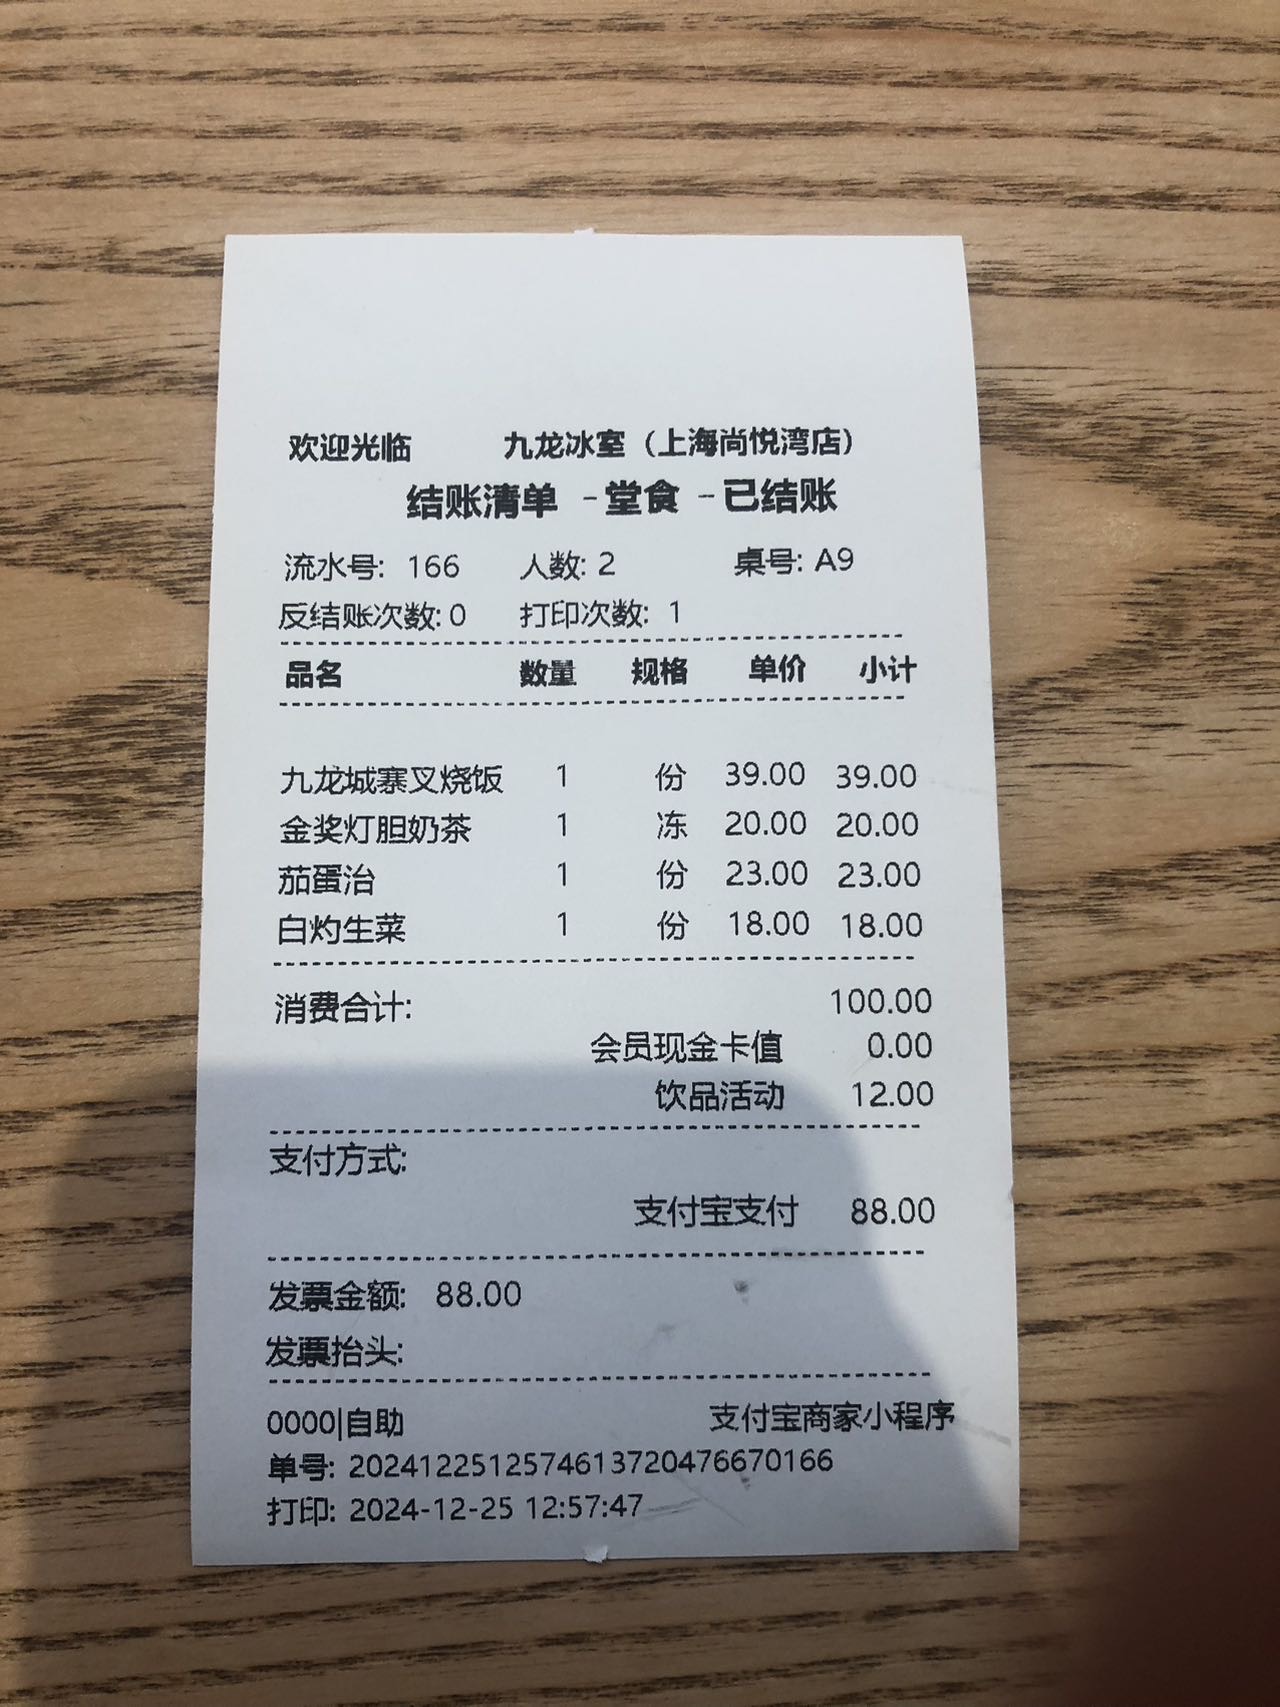 欢迎光临 九龙冰室（上海尚悦湾店）
结账清单 -堂食 -已结账
流水号: 166 人数: 2 桌号: A9
反结账次数: 0 打印次数: 1
品名 数量 规格 单价 小计
九龙城寨叉烧饭 1 份 39.00 39.00
金奖灯胆奶茶 1 冻 20.00 20.00
茄蛋治 1 份 23.00 23.00
白灼生菜 1 份 18.00 18.00
消费合计: 100.00
会员现金卡值 0.00
饮品活动 12.00
支付方式:
支付宝支付 88.00
发票金额: 88.00
发票抬头:
0000|自助 支付宝商家小程序
单号: 2024122512574613720476670166
打印: 2024-12-25 12:57:47